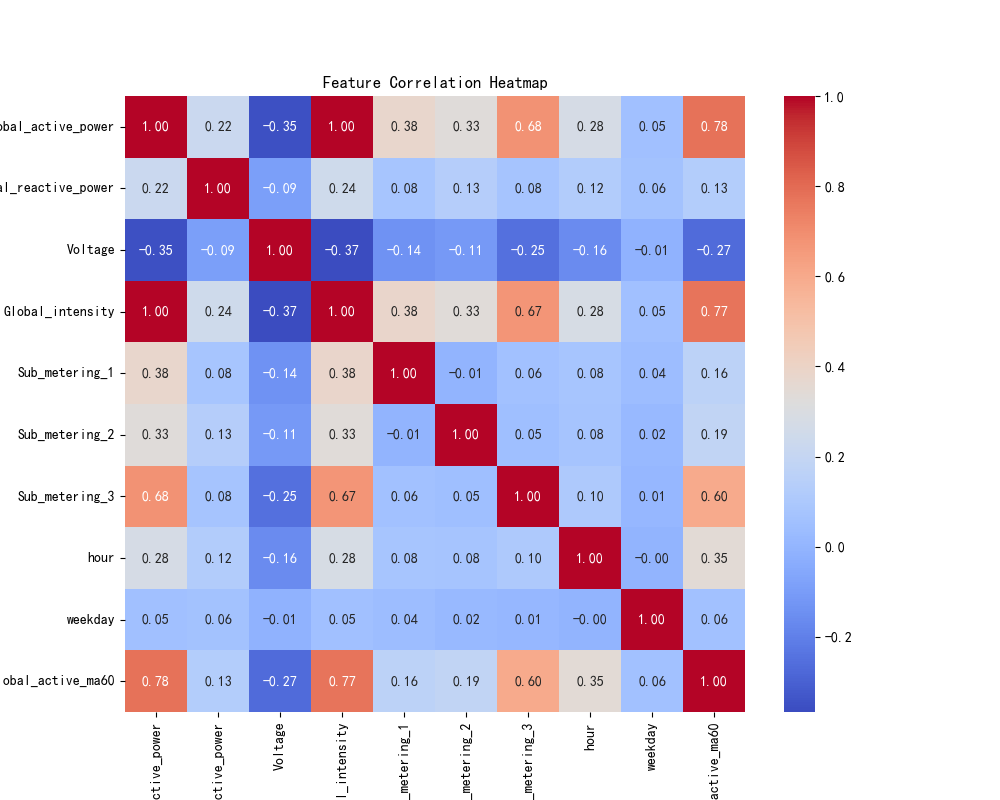 Feature Correlation Heatmap
obal_active_power 1.00 0.22 -0.35 1.00 0.38 0.33 0.68 0.28 0.05 0.78
al_reactive_power 0.22 1.00 -0.09 0.24 0.08 0.13 0.08 0.12 0.06 0.13
Voltage -0.35 -0.09 1.00 -0.37 -0.14 -0.11 -0.25 -0.16 -0.01 -0.27
Global_intensity 1.00 0.24 -0.37 1.00 0.38 0.33 0.67 0.28 0.05 0.77
Sub_metering_1 0.38 0.08 -0.14 0.38 1.00 -0.01 0.06 0.08 0.04 0.16
Sub_metering_2 0.33 0.13 -0.11 0.33 -0.01 1.00 0.05 0.08 0.02 0.19
Sub_metering_3 0.68 0.08 -0.25 0.67 0.06 0.05 1.00 0.10 0.01 0.60
hour 0.28 0.12 -0.16 0.28 0.08 0.08 0.10 1.00 -0.00 0.35
weekday 0.05 0.06 -0.01 0.05 0.04 0.02 0.01 -0.00 1.00 0.06
obal_active_ma60 0.78 0.13 -0.27 0.77 0.16 0.19 0.60 0.35 0.06 1.00
ctive_power
ctive_power
Voltage
l_intensity
_metering_1
_metering_2
_metering_3
hour
weekday
active_ma60
1.0
0.8
0.6
0.4
0.2
0.0
-0.2